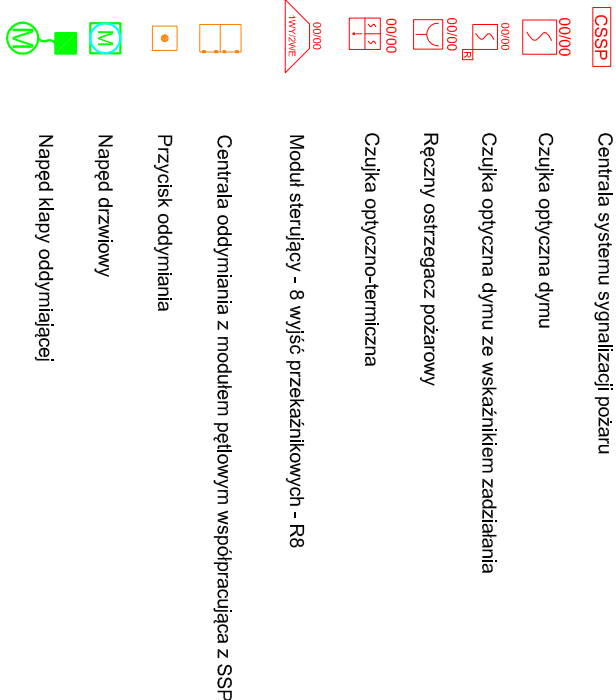 CSSP Centrala systemu sygnalizacji pożaru
00/00 Czujka optyczna dymu
00/00 R Czujka optyczna dymu ze wskaźnikiem zadziałania
00/00 Ręczny ostrzegacz pożarowy
00/00 Czujka optyczno-termiczna
00/00 1WY/2WE Moduł sterujący - 8 wyjść przekaźnikowych - R8
Centrala oddymiania z modułem pętlowym współpracująca z SSP
Przycisk oddymiania
M Napęd drzwiowy
M Napęd klapy oddymiającej